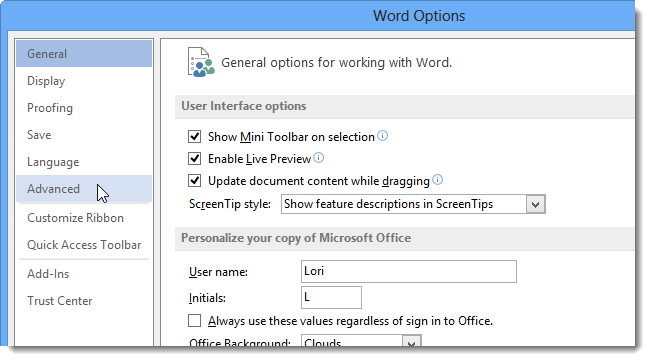 Word Options
General
Display
Proofing
Save
Language
Advanced
Customize Ribbon
Quick Access Toolbar
Add-Ins
Trust Center
General options for working with Word.
User Interface options
Show Mini Toolbar on selection
Enable Live Preview
Update document content while dragging
ScreenTip style: Show feature descriptions in ScreenTips
Personalize your copy of Microsoft Office
User name: Lori
Initials: L
Always use these values regardless of sign in to Office.
Office Background: Clouds